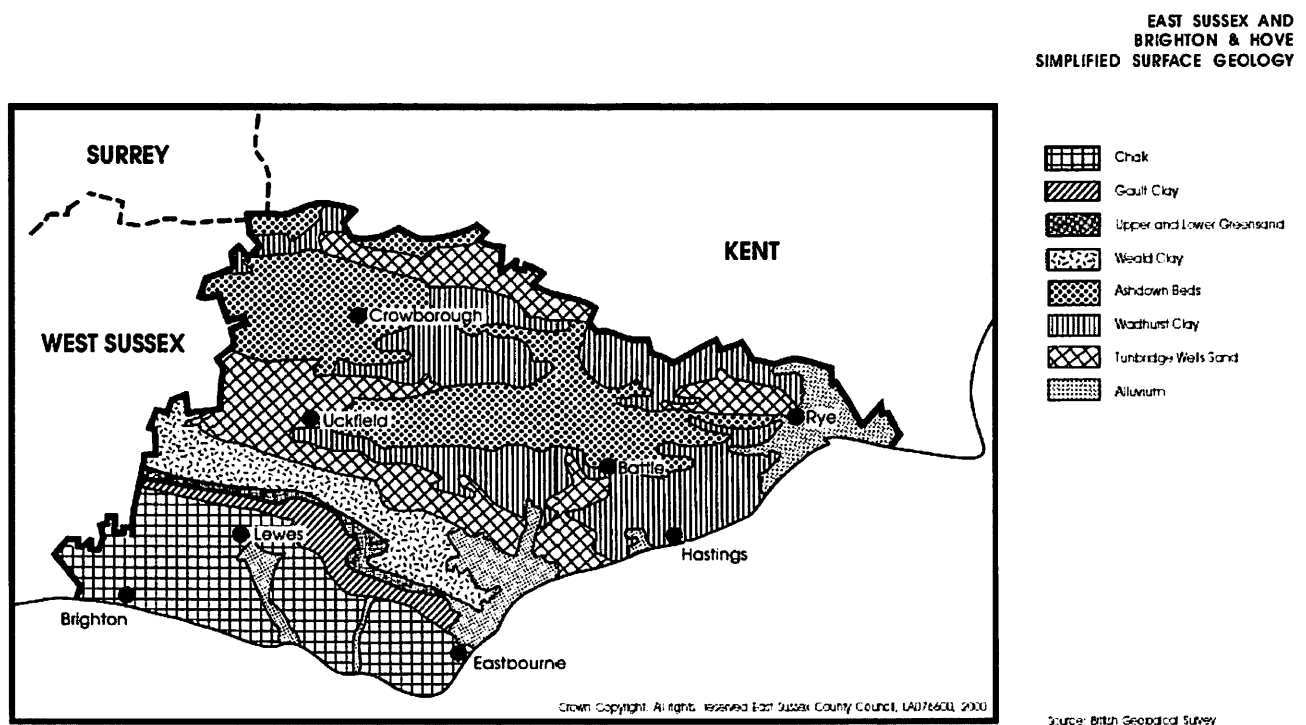 EAST SUSSEX AND
BRIGHTON & HOVE
SIMPLIFIED SURFACE GEOLOGY
SURREY
KENT
WEST SUSSEX
Crowborough
Uckfield
Rye
Battle
Lewes
Hastings
Brighton
Eastbourne
Chalk
Gault Clay
Upper and Lower Greensand
Weald Clay
Ashdown Beds
Wadhurst Clay
Tunbridge Wells Sand
Alluvium
Crown Copyright. All rights reserved East Sussex County Council, LA076600, 2000
Source: British Geological Survey